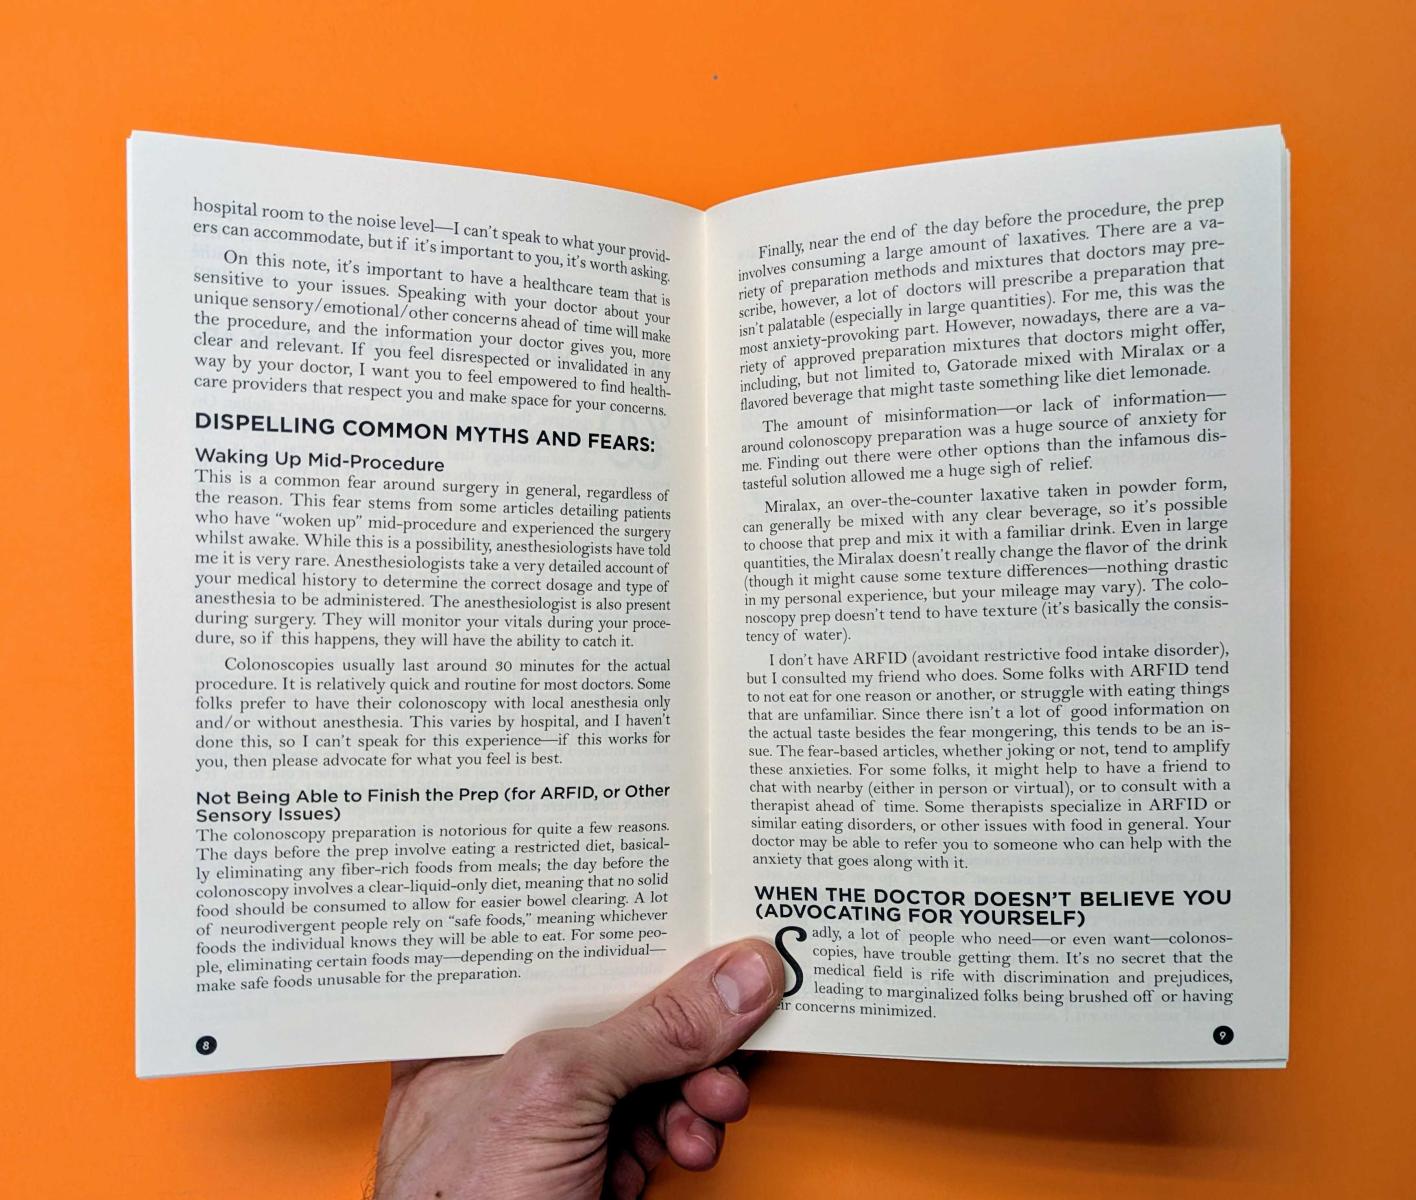 hospital room to the noise level—I can't speak to what your provid-
ers can accommodate, but if it's important to you, it's worth asking.
On this note, it's important to have a healthcare team that is
sensitive to your issues. Speaking with your doctor about your
unique sensory/emotional/other concerns ahead of time will make
the procedure, and the information your doctor gives you, more
clear and relevant. If you feel disrespected or invalidated in any
way by your doctor, I want you to feel empowered to find health-
care providers that respect you and make space for your concerns.
DISPELLING COMMON MYTHS AND FEARS:
Waking Up Mid-Procedure
This is a common fear around surgery in general, regardless of
the reason. This fear stems from some articles detailing patients
who have “woken up” mid-procedure and experienced the surgery
whilst awake. While this is a possibility, anesthesiologists have told
me it is very rare. Anesthesiologists take a very detailed account of
your medical history to determine the correct dosage and type of
anesthesia to be administered. The anesthesiologist is also present
during surgery. They will monitor your vitals during your proce-
dure, so if this happens, they will have the ability to catch it.
Colonoscopies usually last around 30 minutes for the actual
procedure. It is relatively quick and routine for most doctors. Some
folks prefer to have their colonoscopy with local anesthesia only
and/or without anesthesia. This varies by hospital, and I haven't
done this, so I can't speak for this experience—if this works for
you, then please advocate for what you feel is best.
Not Being Able to Finish the Prep (for ARFID, or Other
Sensory Issues)
The colonoscopy preparation is notorious for quite a few reasons.
The days before the prep involve eating a restricted diet, basical-
ly eliminating any fiber-rich foods from meals; the day before the
colonoscopy involves a clear-liquid-only diet, meaning that no solid
food should be consumed to allow for easier bowel clearing. A lot
of neurodivergent people rely on “safe foods,” meaning whichever
foods the individual knows they will be able to eat. For some peo-
ple, eliminating certain foods may—depending on the individual—
make safe foods unusable for the preparation.
8
Finally, near the end of the day before the procedure, the prep
involves consuming a large amount of laxatives. There are a va-
riety of preparation methods and mixtures that doctors may pre-
scribe, however, a lot of doctors will prescribe a preparation that
isn't palatable (especially in large quantities). For me, this was the
most anxiety-provoking part. However, nowadays, there are a va-
riety of approved preparation mixtures that doctors might offer,
including, but not limited to, Gatorade mixed with Miralax or a
flavored beverage that might taste something like diet lemonade.
The amount of misinformation—or lack of information—
around colonoscopy preparation was a huge source of anxiety for
me. Finding out there were other options than the infamous dis-
tasteful solution allowed me a huge sigh of relief.
Miralax, an over-the-counter laxative taken in powder form,
can generally be mixed with any clear beverage, so it's possible
to choose that prep and mix it with a familiar drink. Even in large
quantities, the Miralax doesn't really change the flavor of the drink
(though it might cause some texture differences—nothing drastic
in my personal experience, but your mileage may vary). The colo-
noscopy prep doesn't tend to have texture (it's basically the consis-
tency of water).
I don't have ARFID (avoidant restrictive food intake disorder),
but I consulted my friend who does. Some folks with ARFID tend
to not eat for one reason or another, or struggle with eating things
that are unfamiliar. Since there isn't a lot of good information on
the actual taste besides the fear mongering, this tends to be an is-
sue. The fear-based articles, whether joking or not, tend to amplify
these anxieties. For some folks, it might help to have a friend to
chat with nearby (either in person or virtual), or to consult with a
therapist ahead of time. Some therapists specialize in ARFID or
similar eating disorders, or other issues with food in general. Your
doctor may be able to refer you to someone who can help with the
anxiety that goes along with it.
WHEN THE DOCTOR DOESN'T BELIEVE YOU
(ADVOCATING FOR YOURSELF)
Sadly, a lot of people who need—or even want—colonos-
copies, have trouble getting them. It's no secret that the
medical field is rife with discrimination and prejudices,
leading to marginalized folks being brushed off or having
eir concerns minimized.
9